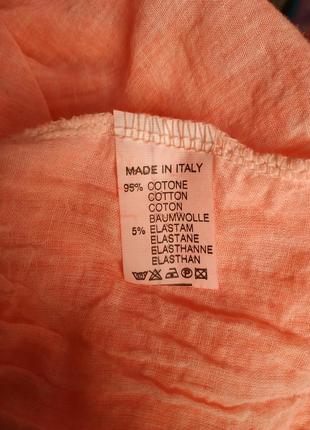 MADE IN ITALY
95% COTONE
COTTON
COTON
BAUMWOLLE
5% ELASTAM
ELASTANE
ELASTHANNE
ELASTHAN